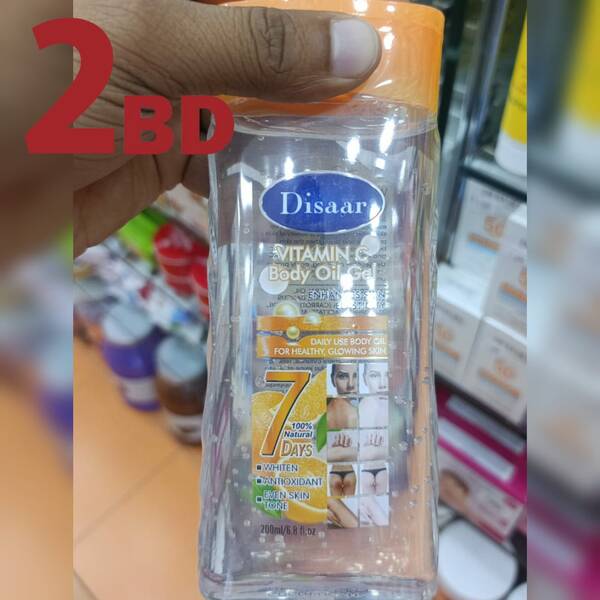 2BD
Disaar
VITAMIN C
Body Oil Gel
DAILY USE BODY OIL
FOR HEALTHY, GLOWING SKIN
7
100%
Natural
DAYS
WHITEN
ANTIOXIDANT
EVEN SKIN
TONE
200ml/6.8 fl.oz